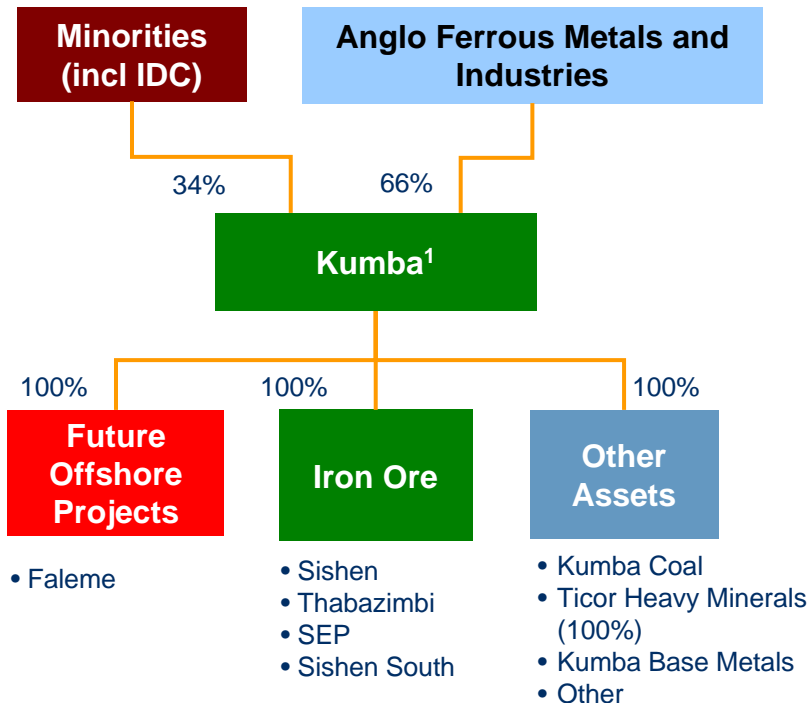 Minorities
(incl IDC)
Anglo Ferrous Metals and
Industries
34%
66%
Kumba¹
100%
100%
100%
Future
Offshore
Projects
Iron Ore
Other
Assets
• Faleme
• Sishen
• Thabazimbi
• SEP
• Sishen South
• Kumba Coal
• Ticor Heavy Minerals
(100%)
• Kumba Base Metals
• Other